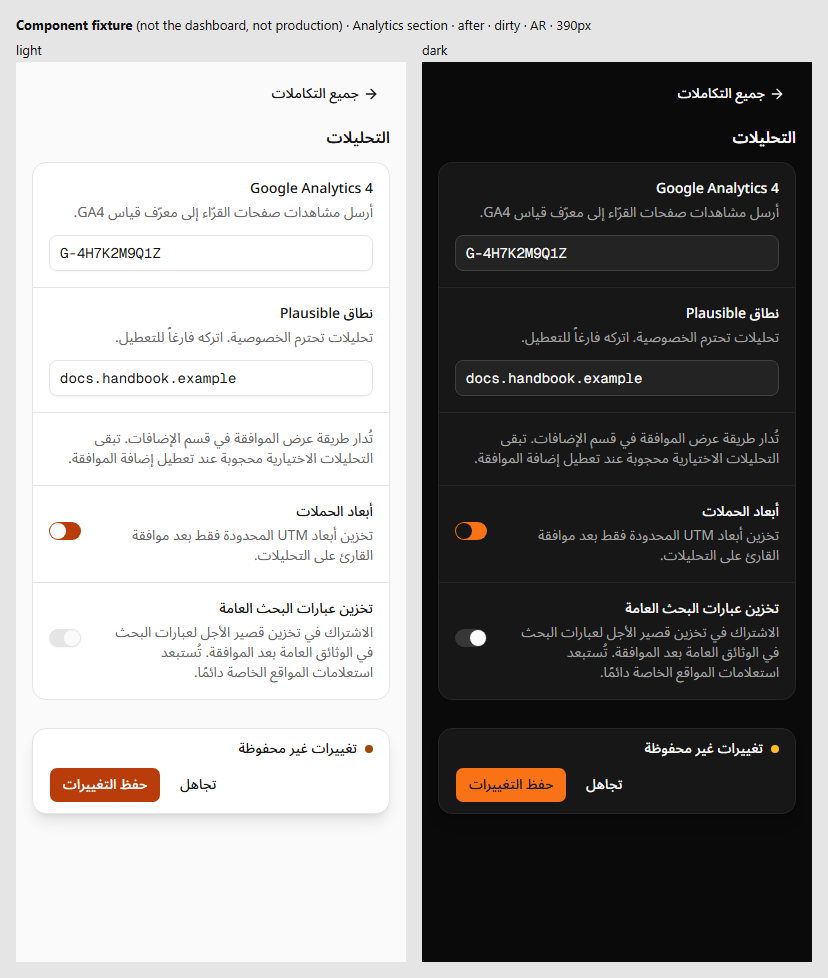 Component fixture (not the dashboard, not production) · Analytics section · after · dirty · AR · 390px
light
جميع التكاملات
التحليلات
Google Analytics 4
أرسل مشاهدات صفحات القرّاء إلى معرّف قياس GA4.
G-4H7K2M9Q1Z
نطاق Plausible
تحليلات تحترم الخصوصية. اتركه فارغاً للتعطيل.
docs.handbook.example
تُدار طريقة عرض الموافقة في قسم الإضافات. تبقى
التحليلات الاختيارية محجوبة عند تعطيل إضافة الموافقة.
أبعاد الحملات
تخزين أبعاد UTM المحدودة فقط بعد موافقة
القارئ على التحليلات.
تخزين عبارات البحث العامة
الاشتراك في تخزين قصير الأجل لعبارات البحث
في الوثائق العامة بعد الموافقة. تُستبعد
استعلامات المواقع الخاصة دائمًا.
تغييرات غير محفوظة
تجاهل
حفظ التغييرات
dark
جميع التكاملات
التحليلات
Google Analytics 4
أرسل مشاهدات صفحات القرّاء إلى معرّف قياس GA4.
G-4H7K2M9Q1Z
نطاق Plausible
تحليلات تحترم الخصوصية. اتركه فارغاً للتعطيل.
docs.handbook.example
تُدار طريقة عرض الموافقة في قسم الإضافات. تبقى
التحليلات الاختيارية محجوبة عند تعطيل إضافة الموافقة.
أبعاد الحملات
تخزين أبعاد UTM المحدودة فقط بعد موافقة
القارئ على التحليلات.
تخزين عبارات البحث العامة
الاشتراك في تخزين قصير الأجل لعبارات البحث
في الوثائق العامة بعد الموافقة. تُستبعد
استعلامات المواقع الخاصة دائمًا.
تغييرات غير محفوظة
تجاهل
حفظ التغييرات